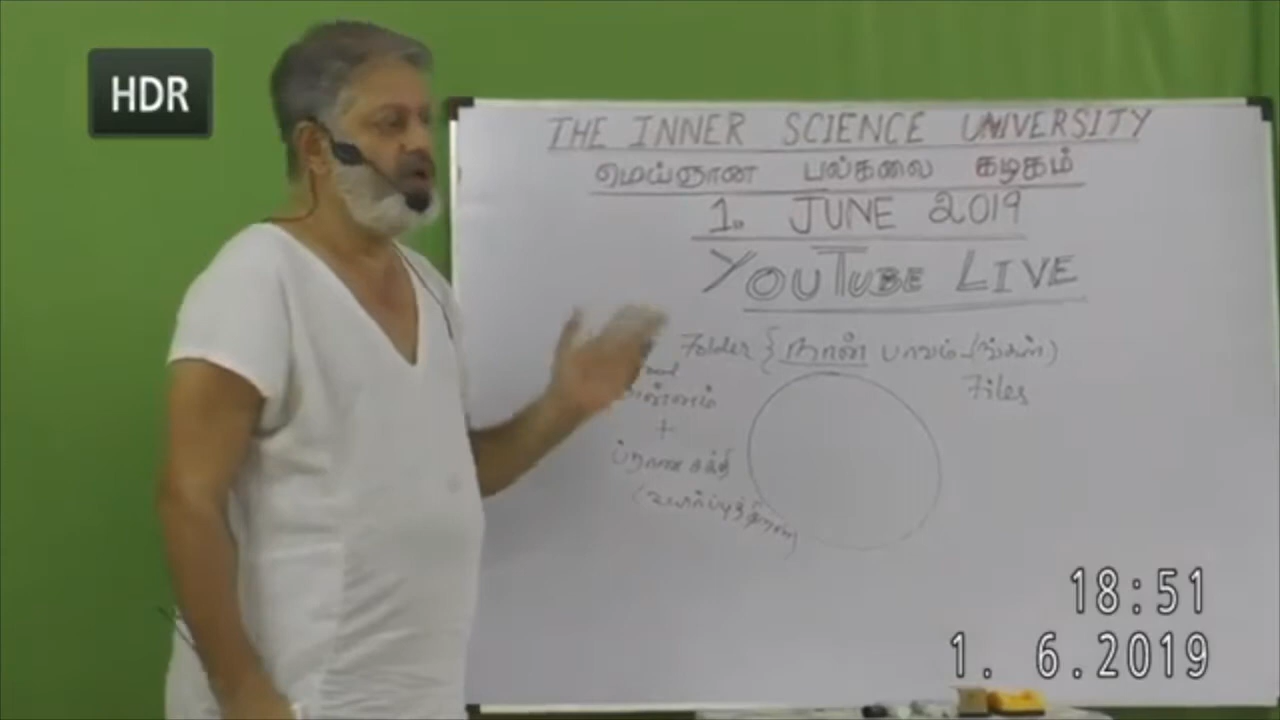 HDR
THE INNER SCIENCE UNIVERSITY
மெய்ஞான பல்கலை கழகம்
1. JUNE 2019
YOUTUBE LIVE
Folder { நான் பாவம்
Files
+
ப்ராண சக்தி
18:51
1. 6.2019